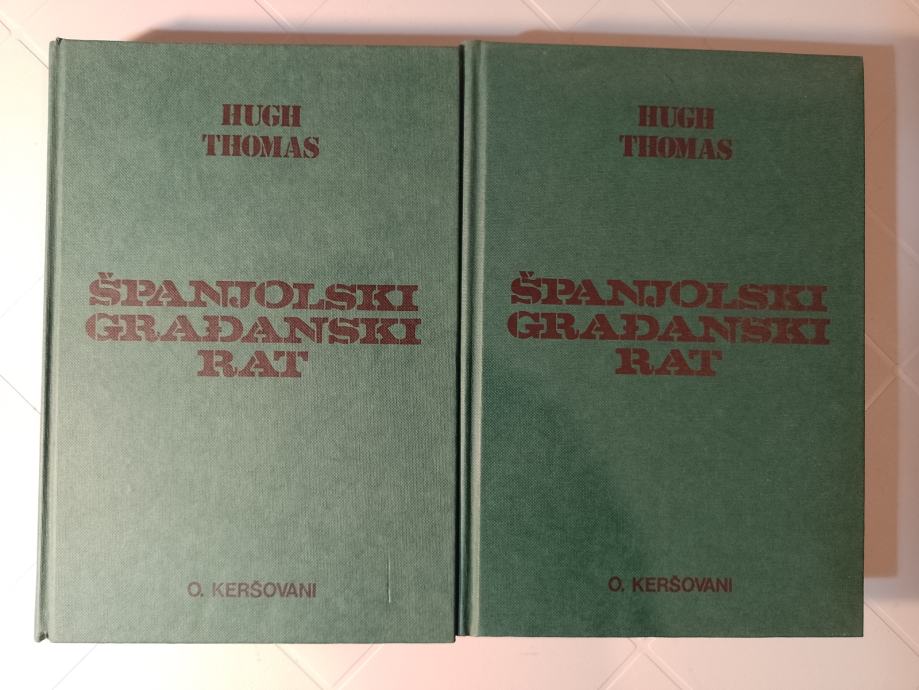 HUGH
THOMAS
ŠPANJOLSKI
GRAĐANSKI
RAT
O. KERŠOVANI
HUGH
THOMAS
ŠPANJOLSKI
GRAĐANSKI
RAT
O. KERŠOVANI